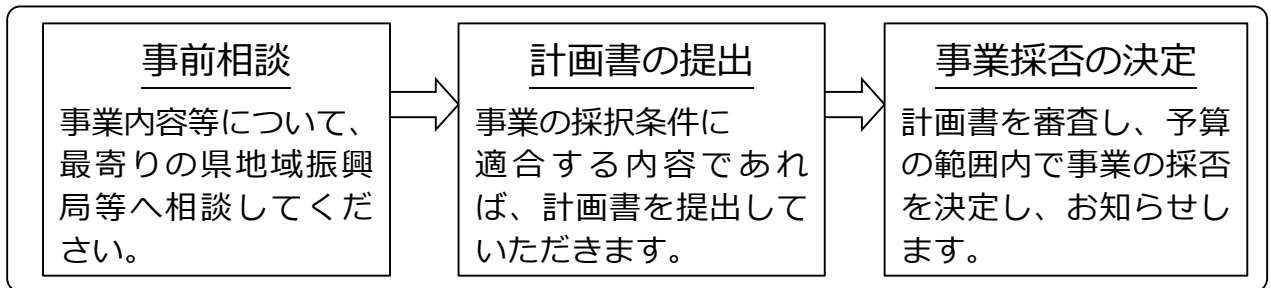 事前相談
事業内容等について、
最寄りの県地域振興
局等へ相談してくだ
さい。
計画書の提出
事業の採択条件に
適合する内容であれ
ば、計画書を提出して
いただきます。
事業採否の決定
計画書を審査し、予算
の範囲内で事業の採否
を決定し、お知らせし
ます。